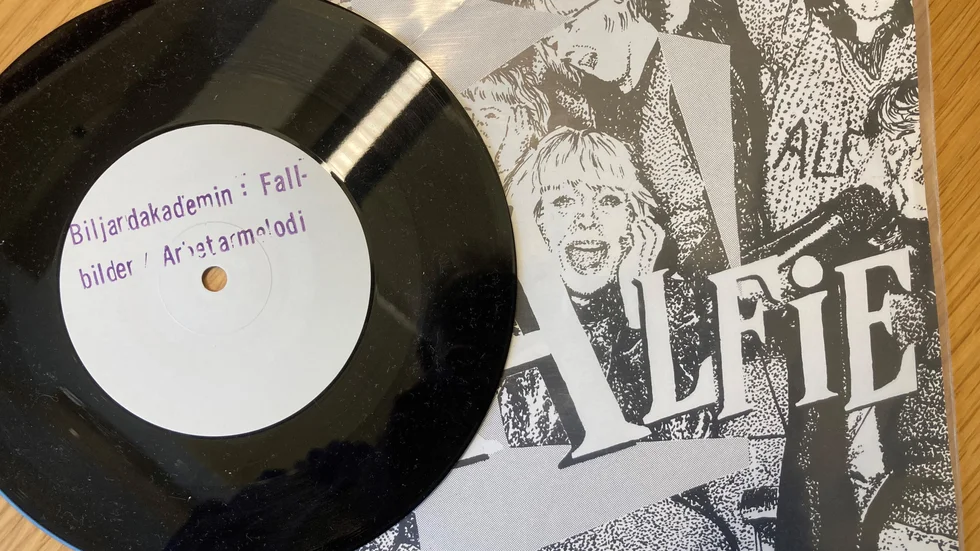 Biljardakademin : Fall-
bilder / Arbetarmelodi
ALF
ALFiE